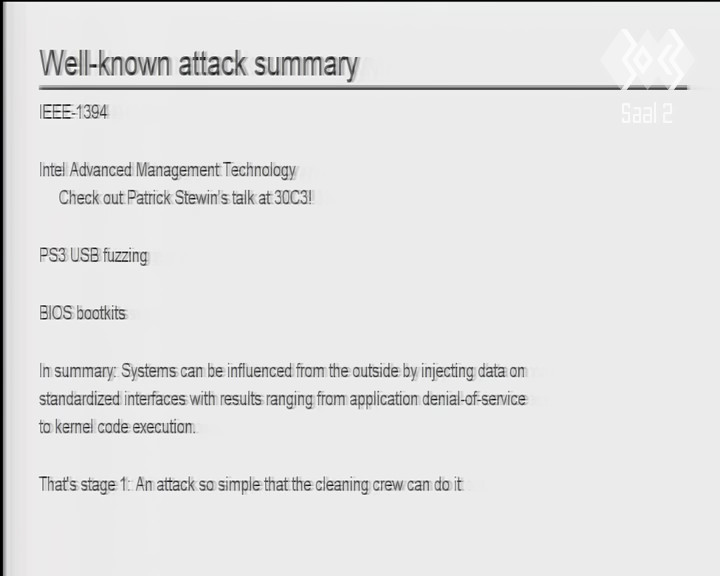 Well-known attack summary
Saal 2
IEEE-1394
Intel Advanced Management Technology
Check out Patrick Stewin's talk at 30C3!
PS3 USB fuzzing
BIOS bootkits
In summary: Systems can be influenced from the outside by injecting data on
standardized interfaces with results ranging from application denial-of-service
to kernel code execution.
That's stage 1: An attack so simple that the cleaning crew can do it